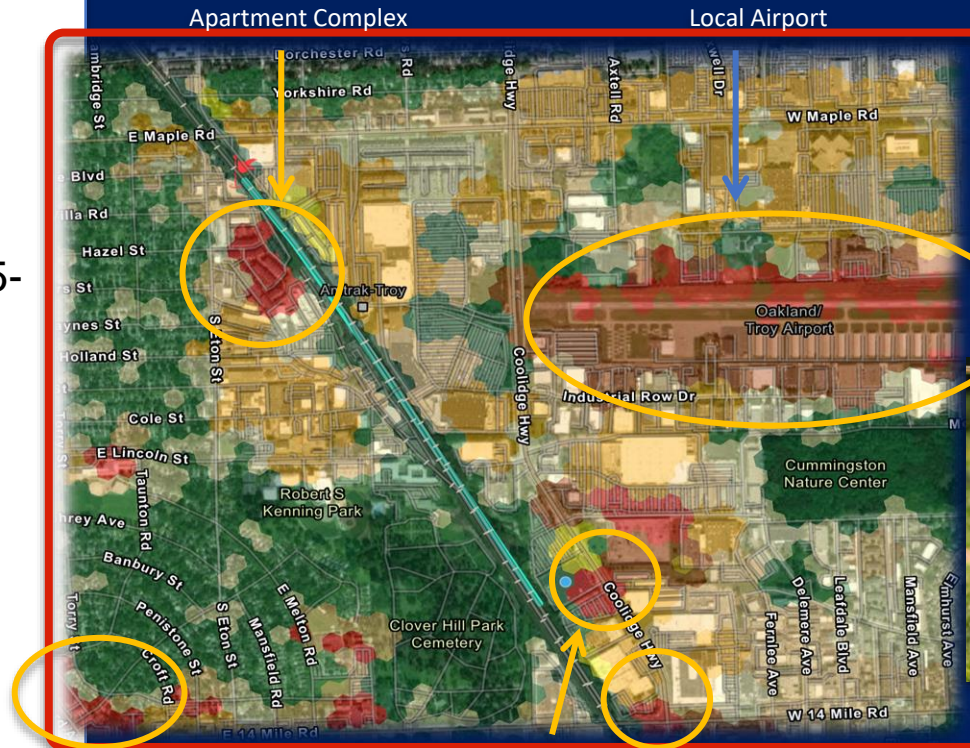 Apartment Complex
Local Airport
5-
Dorchester Rd
Yorkshire Rd
E Maple Rd
W Maple Rd
Axtell Rd
Hazel St
Amtrak-Troy
Oakland/
Troy Airport
S Eton St
Holland St
Coolidge Hwy
Industrial Row Dr
Cole St
E Lincoln St
Cummingston
Nature Center
Robert S
Kenning Park
Taunton Rd
Banbury St
Torry St
Penistone St
Croft Rd
S Eton St
Mansfield Rd
E Melton Rd
Clover Hill Park
Cemetery
Coolidge Hwy
Fernlee Ave
Delemere Ave
Leafdale Blvd
Mansfield Ave
Elmhurst Ave
W 14 Mile Rd
E 14 Mile Rd